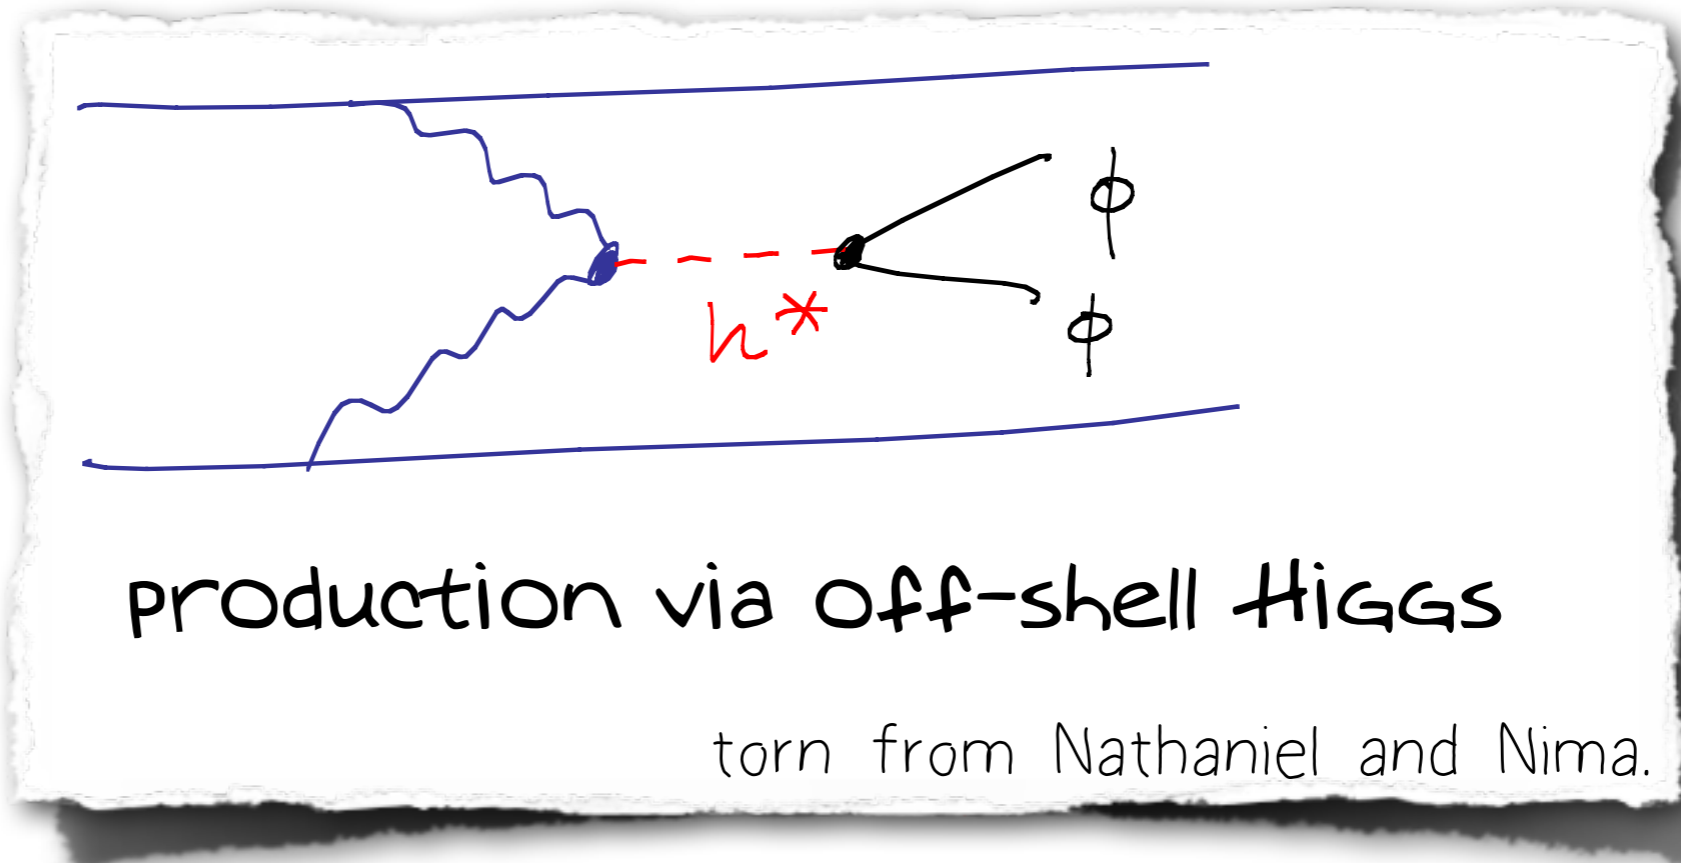 ϕ
h*
ϕ
production via off-shell Higgs
torn from Nathaniel and Nima.